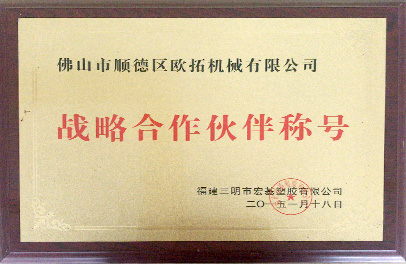 佛山市顺德区欧拓机械有限公司
战略合作伙伴称号
福建三明市宏基塑胶有限公司
二〇一五年一月十八日